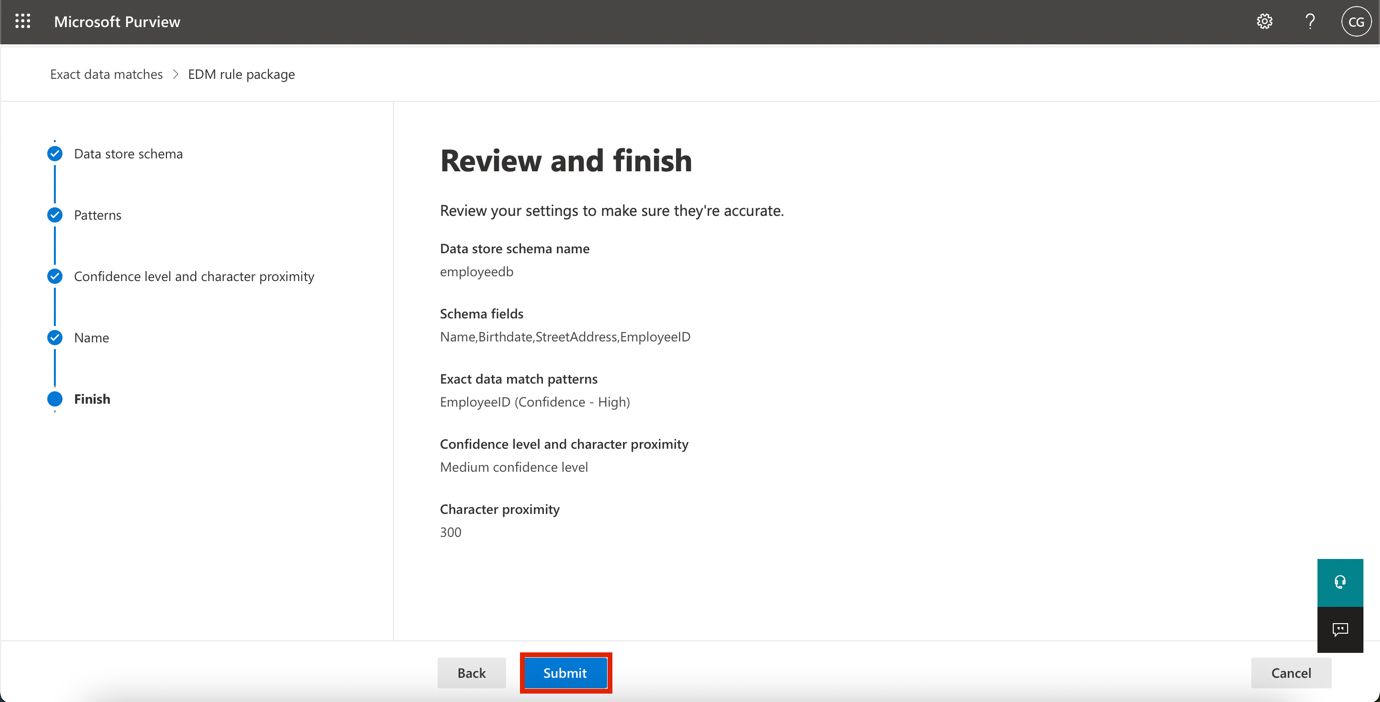 Microsoft Purview
?
CG
Exact data matches > EDM rule package
Data store schema
Patterns
Confidence level and character proximity
Name
Finish
Review and finish
Review your settings to make sure they're accurate.
Data store schema name
employeedb
Schema fields
Name,Birthdate,StreetAddress,EmployeeID
Exact data match patterns
EmployeeID (Confidence - High)
Confidence level and character proximity
Medium confidence level
Character proximity
300
Back
Submit
Cancel